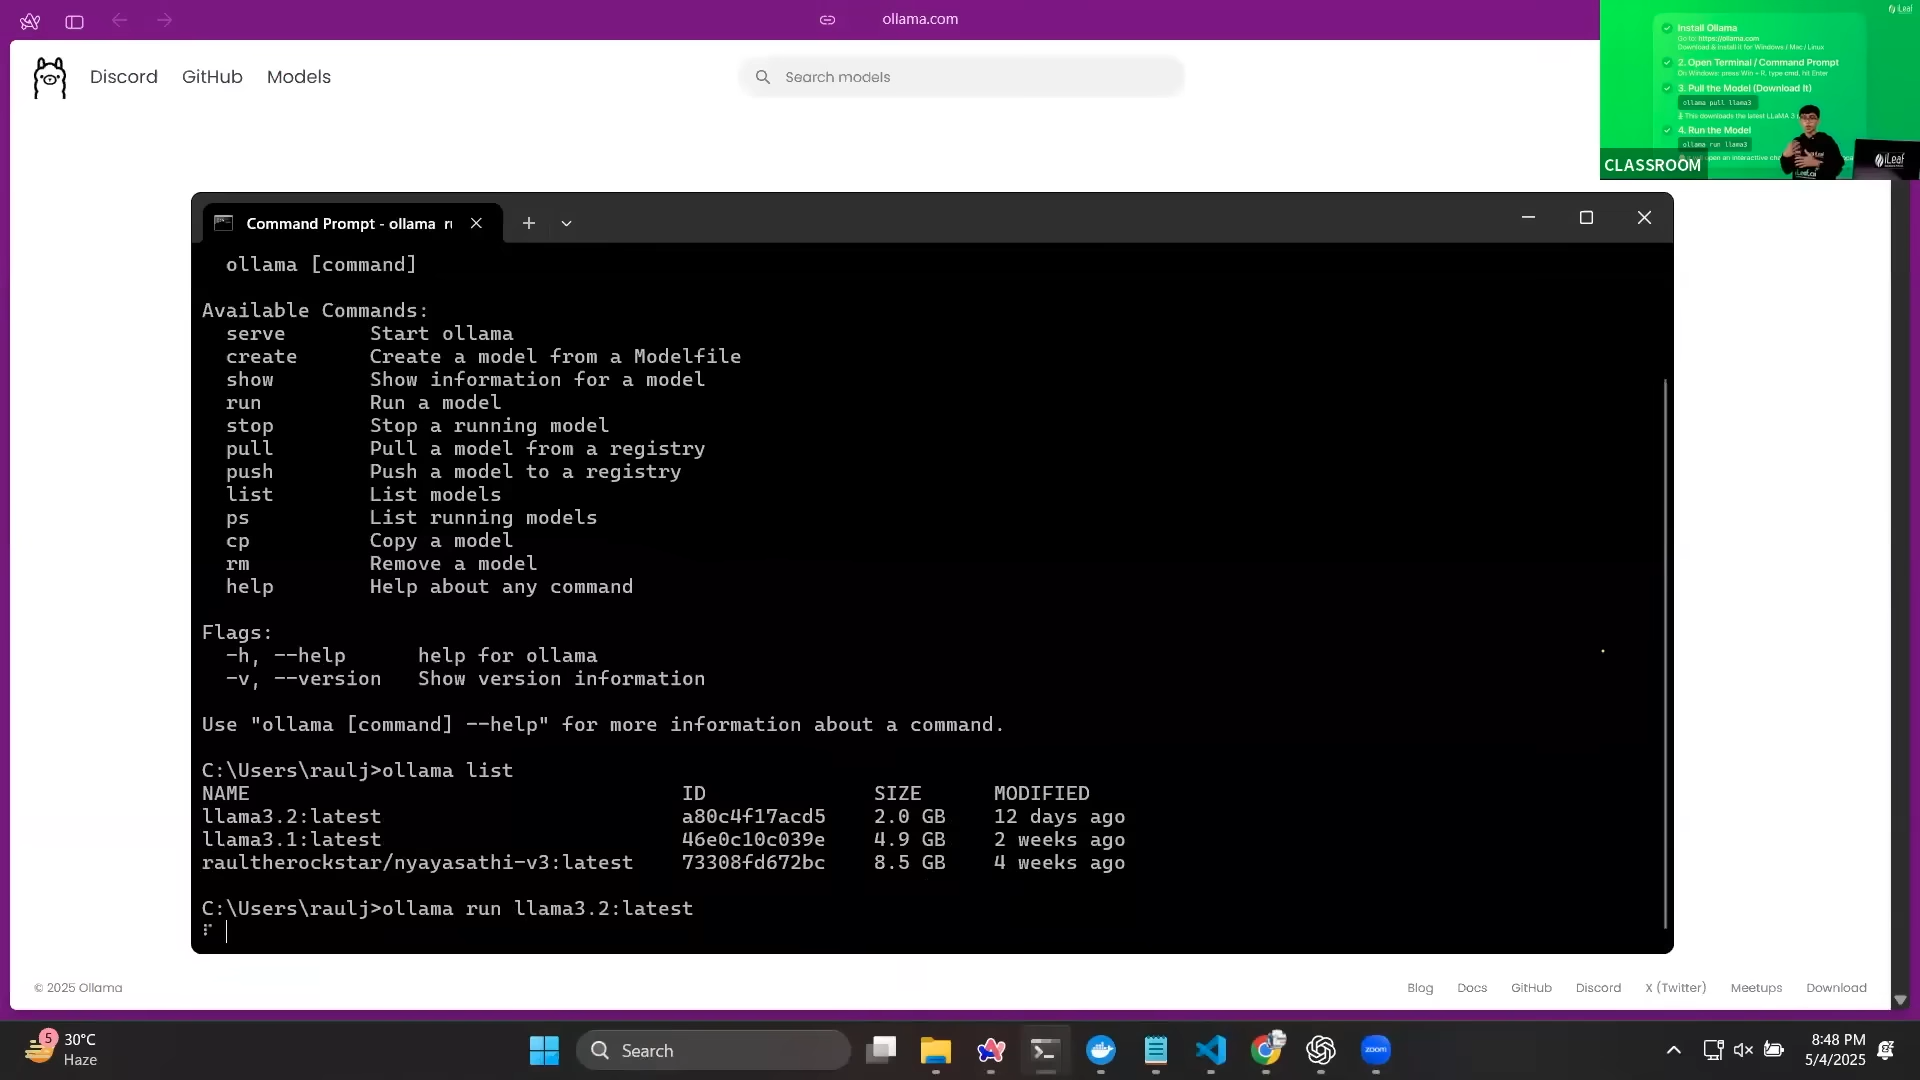 ollama.com
Discord
GitHub
Models
Search models
iLeaf
Install Ollama
Go to: https://ollama.com
Download & install it for Windows / Mac / Linux
2. Open Terminal / Command Prompt
On Windows: press Win + R, type cmd, hit Enter
3. Pull the Model (Download It)
ollama pull llama3
This downloads the latest LLaMA 3
4. Run the Model
ollama run llama3
open an interactive
iLeaf
CLASSROOM
Command Prompt - ollama
ollama [command]
Available Commands:
serve Start ollama
create Create a model from a Modelfile
show Show information for a model
run Run a model
stop Stop a running model
pull Pull a model from a registry
push Push a model to a registry
list List models
ps List running models
cp Copy a model
rm Remove a model
help Help about any command
Flags:
-h, --help help for ollama
-v, --version Show version information
Use "ollama [command] --help" for more information about a command.
C:\Users\raulj>ollama list
NAME ID SIZE MODIFIED
llama3.2:latest a80c4f17acd5 2.0 GB 12 days ago
llama3.1:latest 46e0c10c039e 4.9 GB 2 weeks ago
raultherockstar/nyayasathi-v3:latest 73308fd672bc 8.5 GB 4 weeks ago
C:\Users\raulj>ollama run llama3.2:latest
© 2025 Ollama
Blog
Docs
GitHub
Discord
X (Twitter)
Meetups
Download
5
30°C
Haze
Search
zoom
8:48 PM
5/4/2025